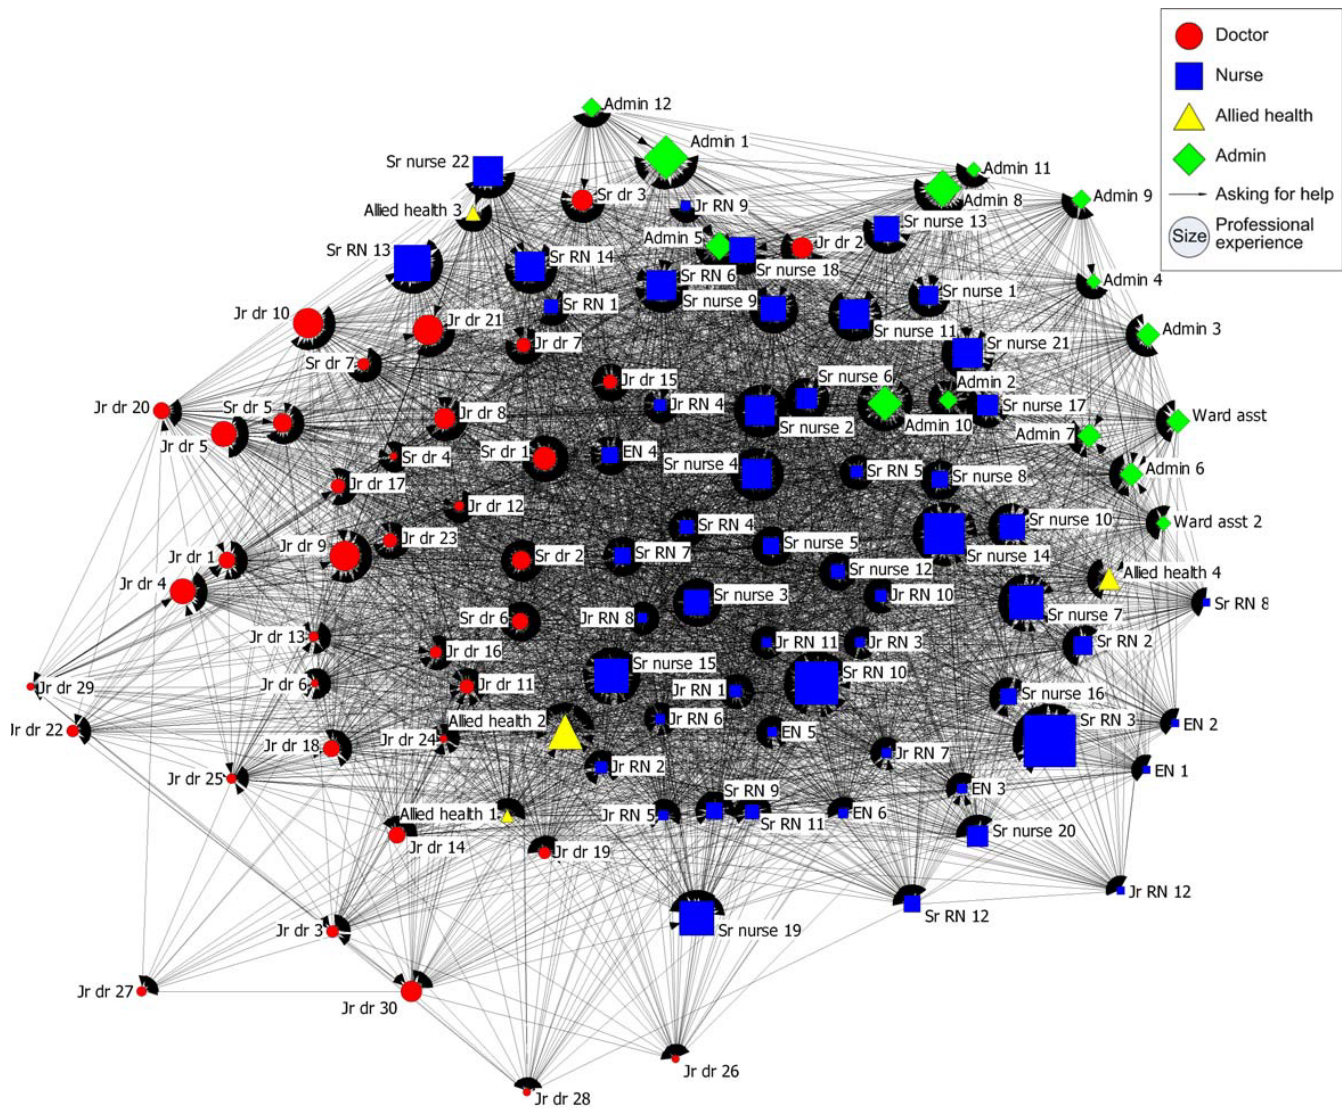 Doctor
Nurse
Allied health
Admin
Asking for help
Size
Professional
experience
Admin 12
Admin 1
Sr nurse 22
Admin 11
Sr dr 3
Admin 8
Admin 9
Allied health 3
Jr RN 9
Sr nurse 13
Admin 5
Jr dr 2
Sr RN 13
Sr RN 14
Sr nurse 18
Sr RN 6
Admin 4
Sr nurse 9
Sr nurse 1
Sr RN 1
Jr dr 10
Jr dr 21
Sr nurse 11
Admin 3
Jr dr 7
Sr nurse 21
Sr dr 7
Jr dr 15
Sr nurse 6
Admin 2
Jr dr 20
Sr dr 5
Jr dr 8
Jr RN 4
Sr nurse 2
Admin 10
Sr nurse 17
Ward asst
Jr dr 5
Admin 7
Sr dr 4
Sr dr 1
EN 4
Sr nurse 4
Sr RN 5
Sr nurse 8
Admin 6
Jr dr 17
Jr dr 12
Sr RN 4
Sr nurse 10
Ward asst 2
Jr dr 9
Jr dr 23
Sr nurse 5
Sr nurse 14
Jr dr 1
Sr dr 2
Sr RN 7
Sr nurse 12
Allied health 4
Jr dr 4
Sr nurse 3
Jr RN 10
Sr nurse 7
Sr RN 8
Sr dr 6
Jr RN 8
Jr dr 13
Jr dr 16
Jr RN 11
Jr RN 3
Sr RN 2
Sr nurse 15
Sr RN 10
Jr dr 29
Jr dr 6
Jr dr 11
Jr RN 1
Sr nurse 16
Allied health 2
Jr RN 6
Sr RN 3
EN 2
Jr dr 22
Jr dr 18
Jr dr 24
EN 5
Jr RN 7
Jr dr 25
Jr RN 2
EN 1
Sr RN 9
EN 3
Allied health 1
Jr RN 5
Sr RN 11
EN 6
Jr dr 14
Sr nurse 20
Jr dr 19
Jr RN 12
Sr RN 12
Jr dr 3
Sr nurse 19
Jr dr 27
Jr dr 30
Jr dr 26
Jr dr 28